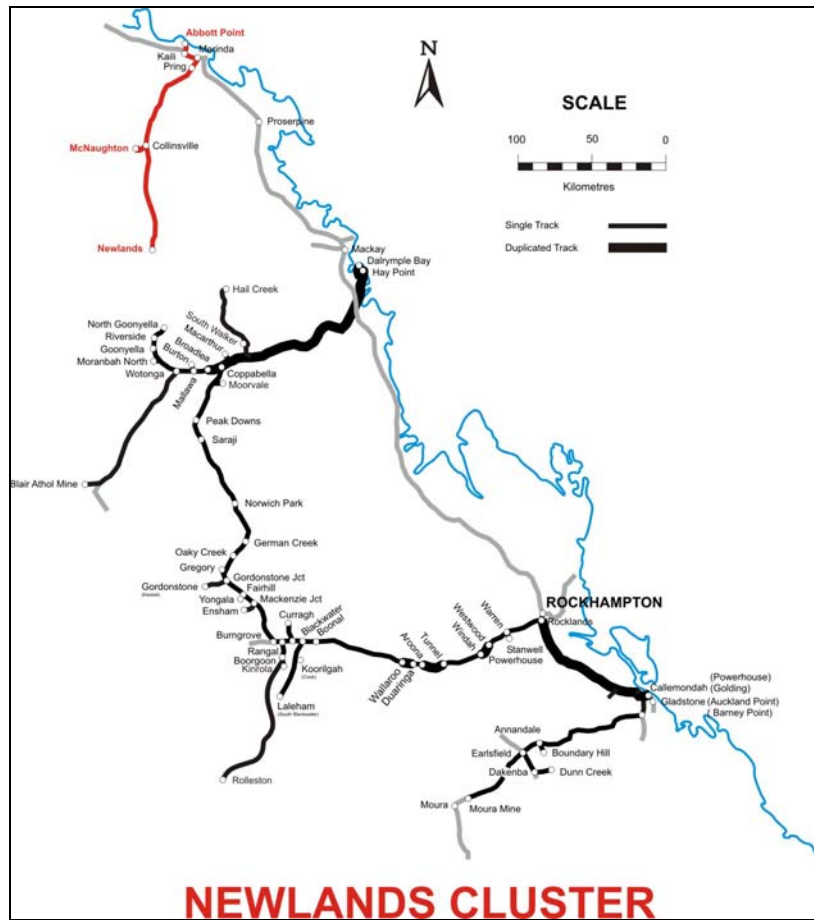 Abbott Point
Kaili
Merinda
Pring
N
SCALE
100
50
0
Kilometres
Proserpine
McNaughton
Collinsville
Single Track
Duplicated Track
Newlands
Mackay
Dalrymple Bay
Hay Point
Hail Creek
North Goonyella
Riverside
Goonyella
Moranbah North
Wotonga
South Walker
Macarthur
Broadlea
Burton
Mallawa
Coppabella
Moorvale
Peak Downs
Saraji
Blair Athol Mine
Norwich Park
German Creek
Oaky Creek
Gregory
Gordonstone Jct
Gordonstone
Fairhill
Yongala
Mackenzie Jct
Ensham
Curragh
Blackwater
Boonal
Burngrove
Rangal
Boorgoon
Kinrola
Koorilgah
(Cook)
Laleham
(South Blackwater)
Rolleston
Wallaroo
Duaringa
Aroona
Tunnel
Windah
Westwood
Warren
Stanwell
Powerhouse
ROCKHAMPTON
Rocklands
Callemondah
(Powerhouse)
(Golding)
Gladstone (Auckland Point)
( Barney Point)
Annandale
Earlsfield
Boundary Hill
Dakenba
Dunn Creek
Moura
Moura Mine
NEWLANDS CLUSTER